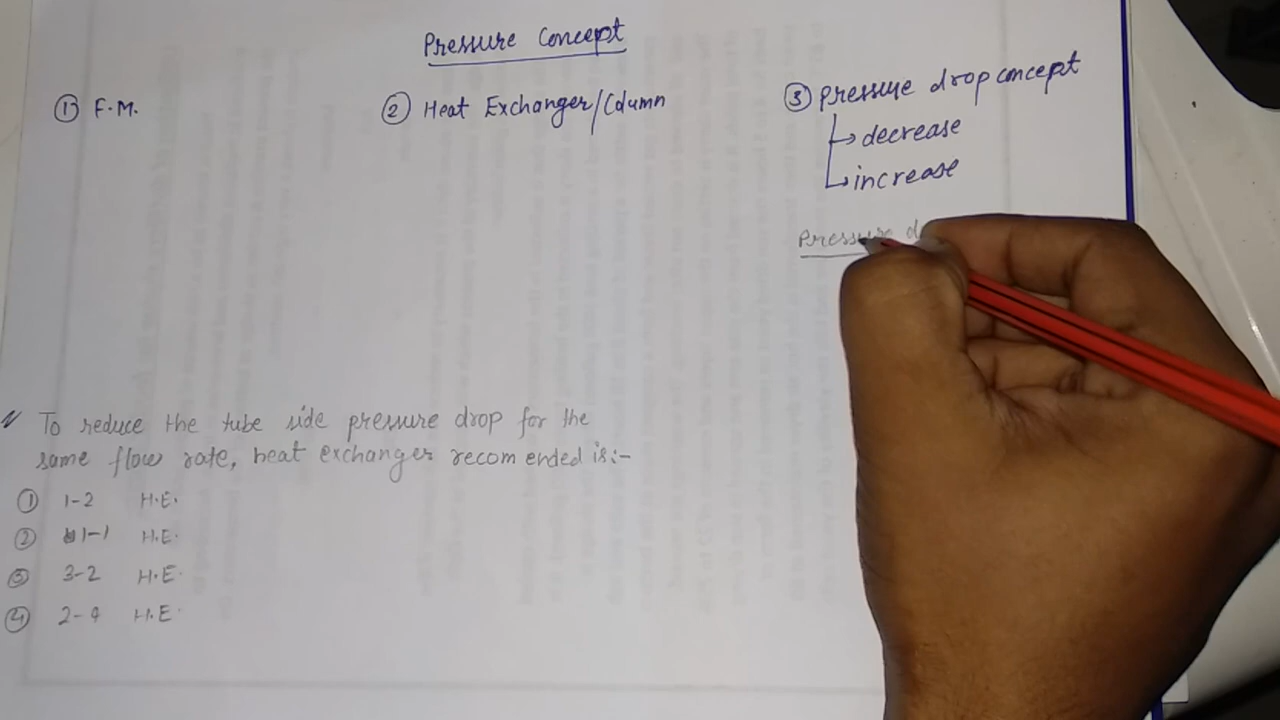 Pressure Concept
① F.M.
② Heat Exchanger/Column
③ Pressure drop concept
decrease
increase
Pressure d
To reduce the tube side pressure drop for the
same flow rate, heat exchanger recomended is:-
① 1-2 H.E.
② 1-1 H.E.
③ 3-2 H.E.
④ 2-4 H.E.